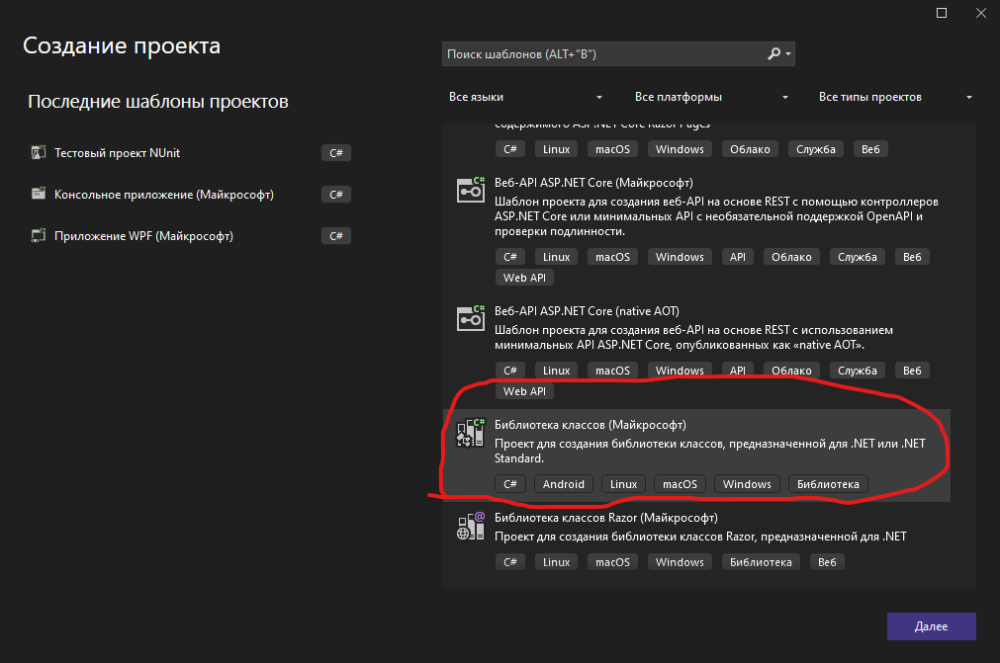 Создание проекта
Последние шаблоны проектов
Тестовый проект NUnit
C#
Консольное приложение (Майкрософт)
C#
Приложение WPF (Майкрософт)
C#
Поиск шаблонов (ALT+"B")
Все языки
Все платформы
Все типы проектов
содержимого ASP.NET Core Razor Pages
C# Linux macOS Windows Облако Служба Веб
Веб-API ASP.NET Core (Майкрософт)
Шаблон проекта для создания веб-API на основе REST с помощью контроллеров
ASP.NET Core или минимальных API с необязательной поддержкой OpenAPI и
проверки подлинности.
C# Linux macOS Windows API Облако Служба Веб
Web API
Веб-API ASP.NET Core (native AOT)
Шаблон проекта для создания веб-API на основе REST с использованием
минимальных API ASP.NET Core, опубликованных как «native AOT».
C# Linux macOS Windows API Облако Служба Веб
Web API
Библиотека классов (Майкрософт)
Проект для создания библиотеки классов, предназначенной для .NET или .NET
Standard.
C# Android Linux macOS Windows Библиотека
Библиотека классов Razor (Майкрософт)
Проект для создания библиотеки классов Razor, предназначенной для .NET
C# Linux macOS Windows Библиотека Веб
Далее